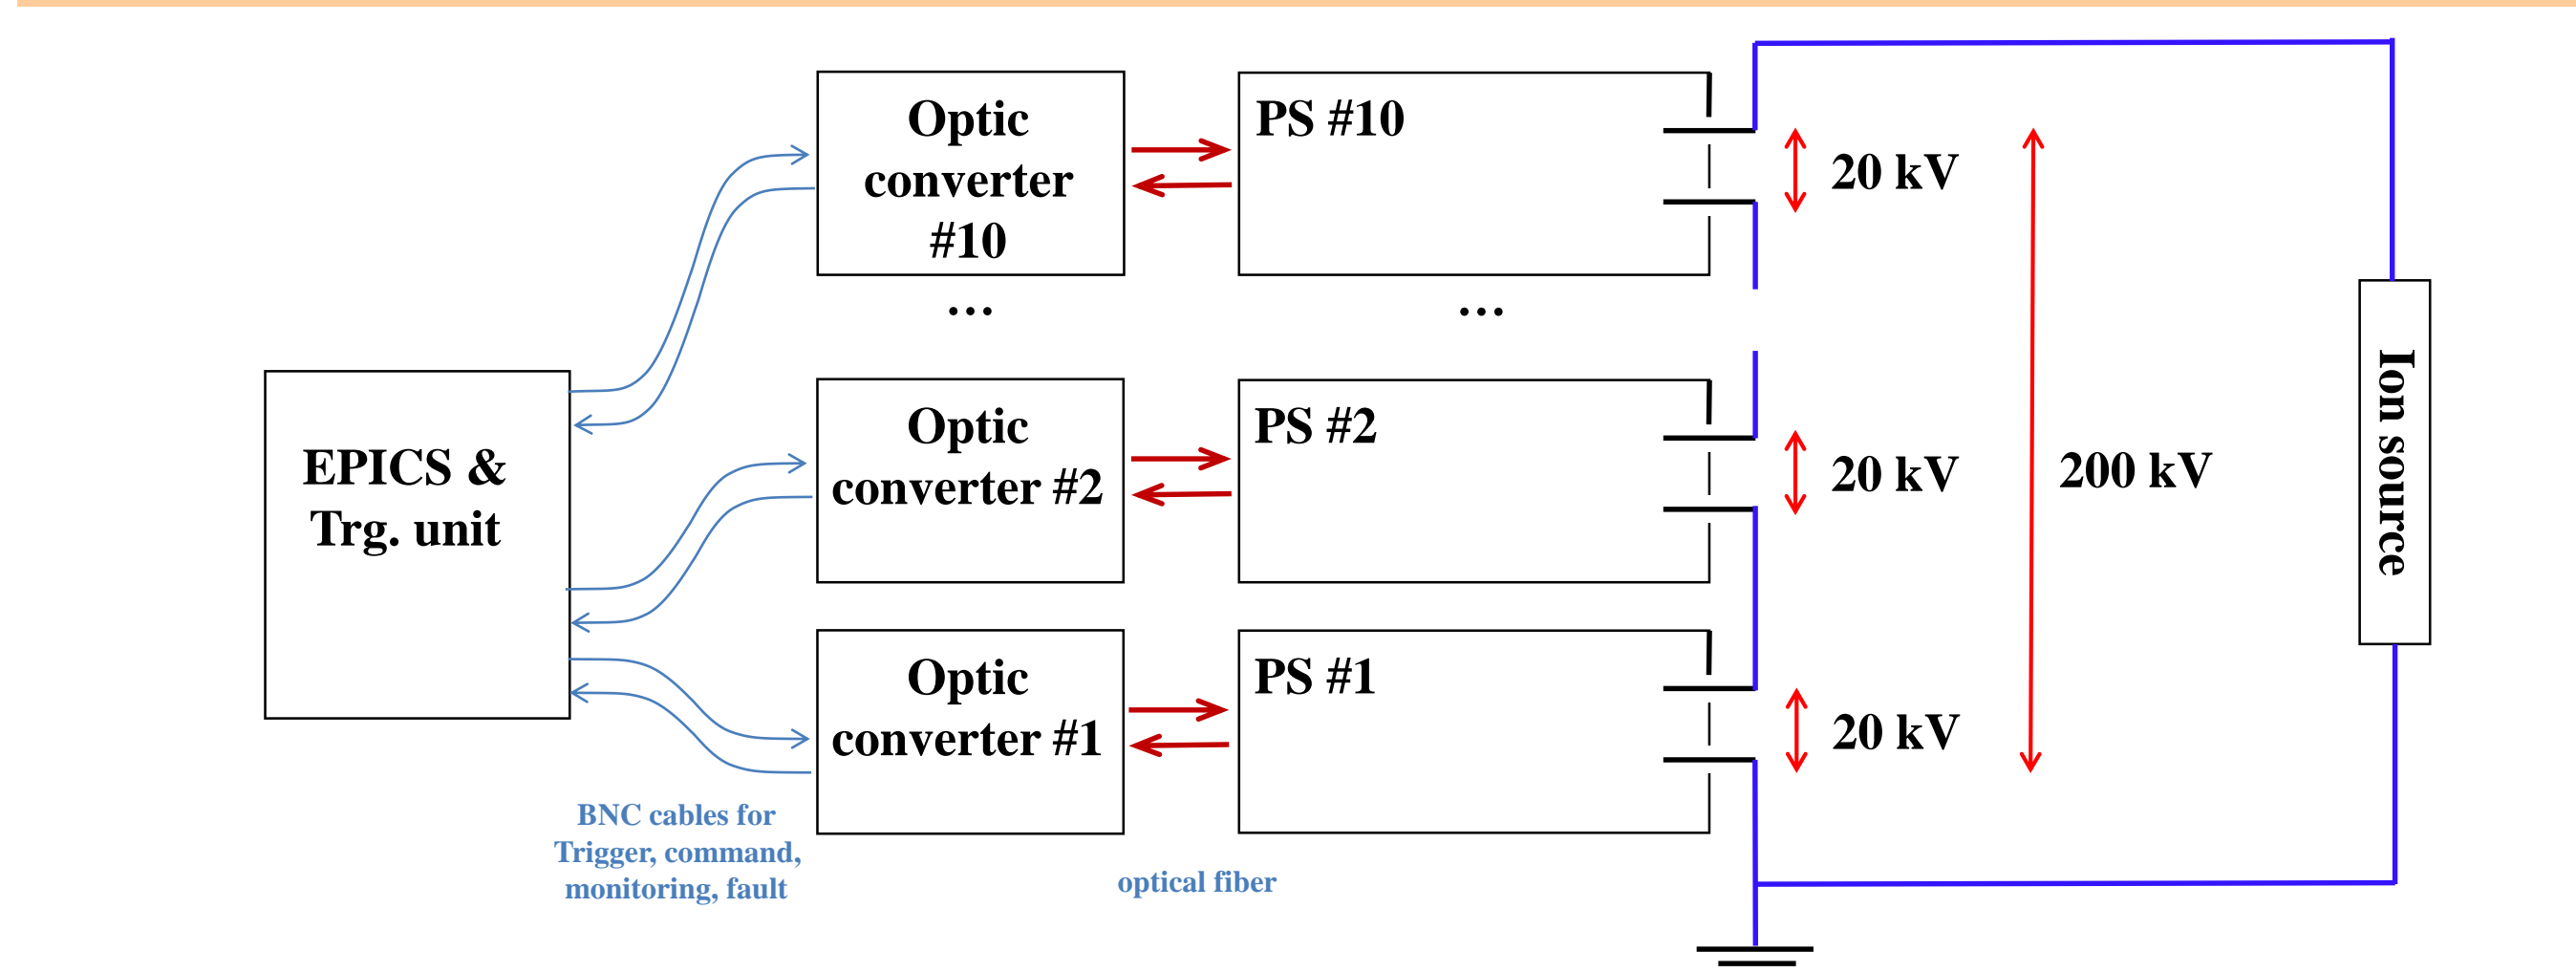 Optic
converter
#10
PS #10
20 kV
...
...
EPICS &
Trg. unit
Optic
converter #2
PS #2
20 kV
200 kV
Ion source
Optic
converter #1
PS #1
20 kV
BNC cables for
Trigger, command,
monitoring, fault
optical fiber